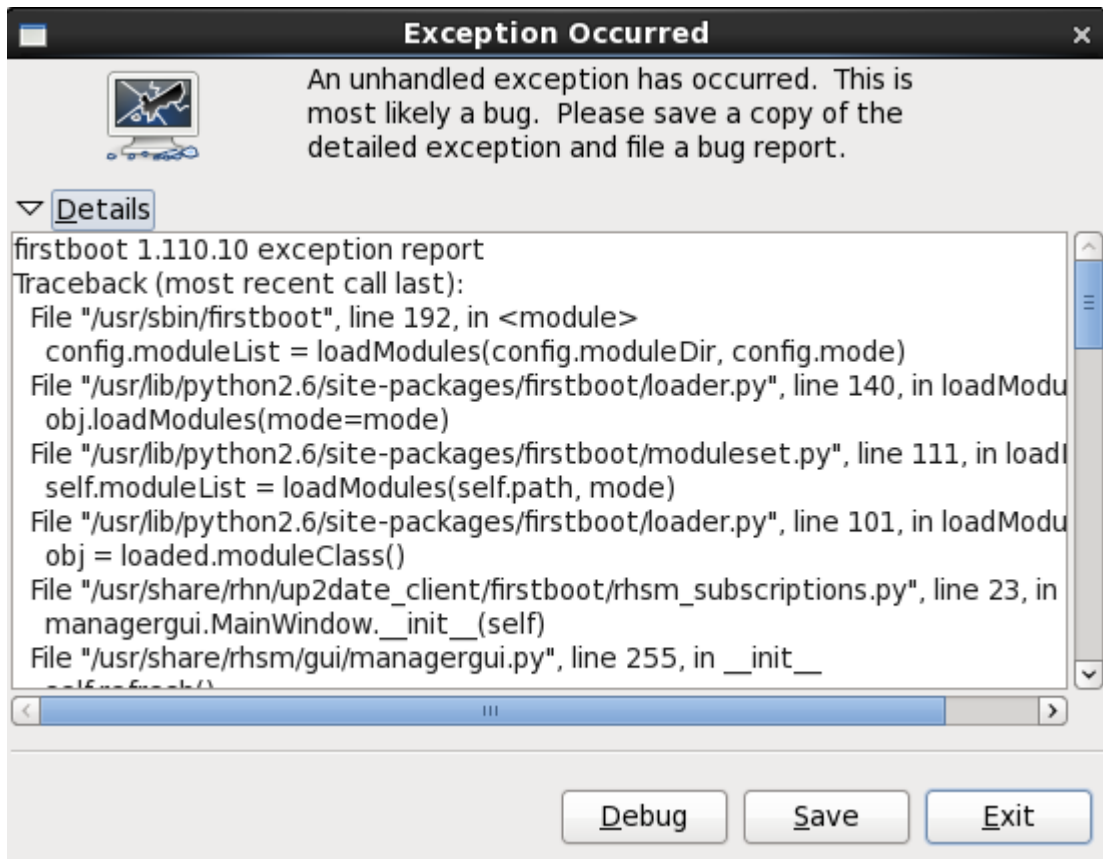 Exception Occurred
An unhandled exception has occurred.  This is
most likely a bug.  Please save a copy of the
detailed exception and file a bug report.
Details
firstboot 1.110.10 exception report
Traceback (most recent call last):
File "/usr/sbin/firstboot", line 192, in <module>
config.moduleList = loadModules(config.moduleDir, config.mode)
File "/usr/lib/python2.6/site-packages/firstboot/loader.py", line 140, in loadModu
obj.loadModules(mode=mode)
File "/usr/lib/python2.6/site-packages/firstboot/moduleset.py", line 111, in load
self.moduleList = loadModules(self.path, mode)
File "/usr/lib/python2.6/site-packages/firstboot/loader.py", line 101, in loadModu
obj = loaded.moduleClass()
File "/usr/share/rhn/up2date_client/firstboot/rhsm_subscriptions.py", line 23, in
managergui.MainWindow.__init__(self)
File "/usr/share/rhsm/gui/managergui.py", line 255, in __init__
self.refresh()
Debug
Save
Exit